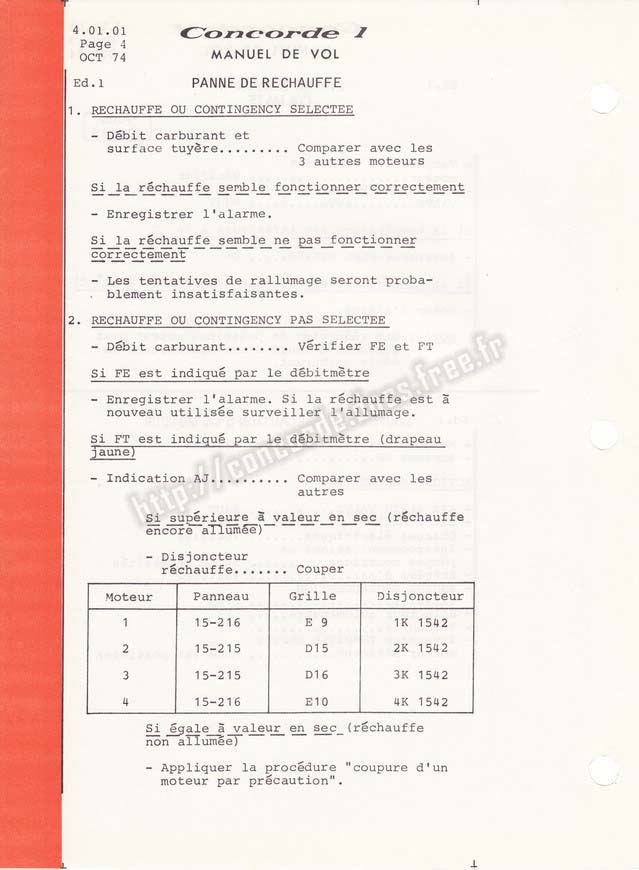 4.01.01
Page 4
OCT 74
Concorde 1
MANUEL DE VOL
Ed.1
PANNE DE RECHAUFFE
1. RECHAUFFE OU CONTINGENCY SELECTEE
- Débit carburant et
surface tuyère......... Comparer avec les
3 autres moteurs
Si la réchauffe semble fonctionner correctement
- Enregistrer l'alarme.
Si la réchauffe semble ne pas fonctionner
correctement
- Les tentatives de rallumage seront proba-
blement insatisfaisantes.
2. RECHAUFFE OU CONTINGENCY PAS SELECTEE
- Débit carburant........ Vérifier FE et FT
Si FE est indiqué par le débitmètre
- Enregistrer l'alarme. Si la réchauffe est à
nouveau utilisée surveiller l'allumage.
Si FT est indiqué par le débitmètre (drapeau
jaune)
- Indication AJ.......... Comparer avec les
autres
Si supérieure à valeur en sec (réchauffe
encore allumée)
- Disjoncteur
réchauffe....... Couper
Moteur Panneau Grille Disjoncteur
1 15-216 E 9 1K 1542
2 15-215 D15 2K 1542
3 15-215 D16 3K 1542
4 15-216 E10 4K 1542
Si égale à valeur en sec (réchauffe
non allumée)
- Appliquer la procédure "coupure d'un
moteur par précaution".
http://concorde.titres.free.fr